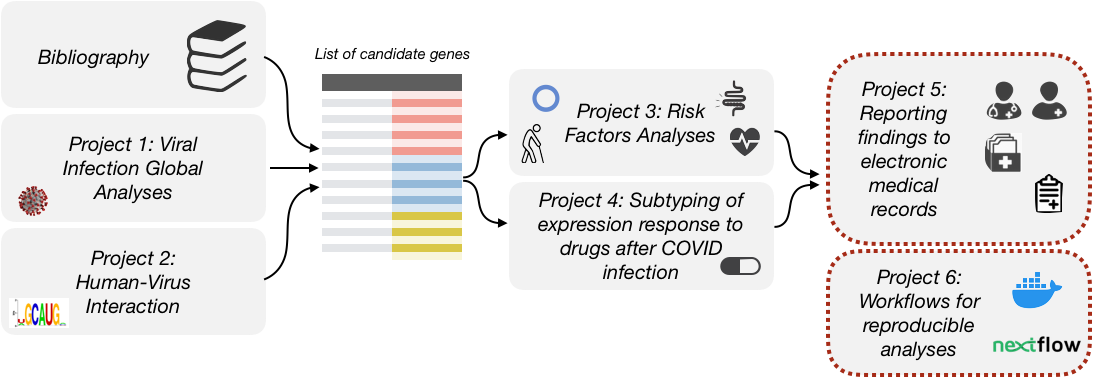 Bibliography
Project 1: Viral
Infection Global
Analyses
Project 2:
Human-Virus
Interaction
GCAUG
List of candidate genes
Project 3: Risk
Factors Analyses
Project 4: Subtyping of
expression response to
drugs after COVID
infection
Project 5:
Reporting
findings to
electronic
medical
records
Project 6:
Workflows for
reproducible
analyses
nextflow